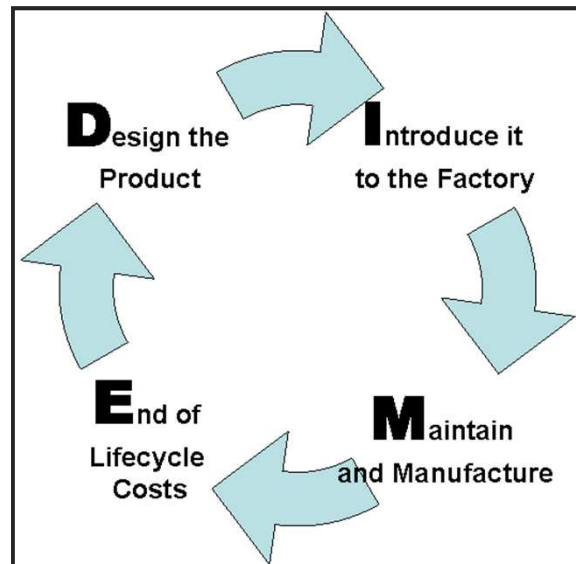 Design the
Product
Introduce it
to the Factory
Maintain
and Manufacture
End of
Lifecycle
Costs